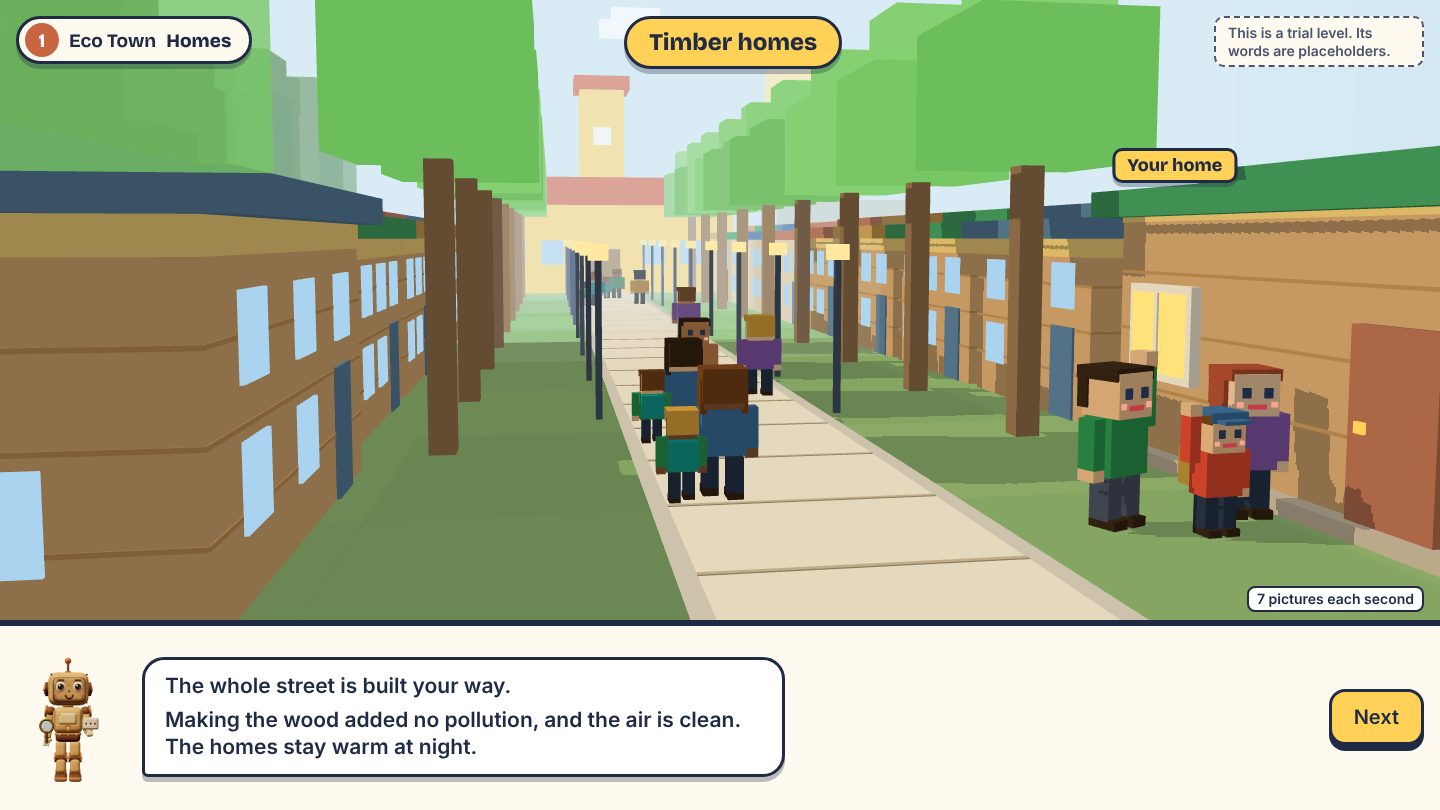 1 Eco Town Homes
Timber homes
This is a trial level. Its
words are placeholders.
Your home
7 pictures each second
The whole street is built your way.
Making the wood added no pollution, and the air is clean.
The homes stay warm at night.
Next